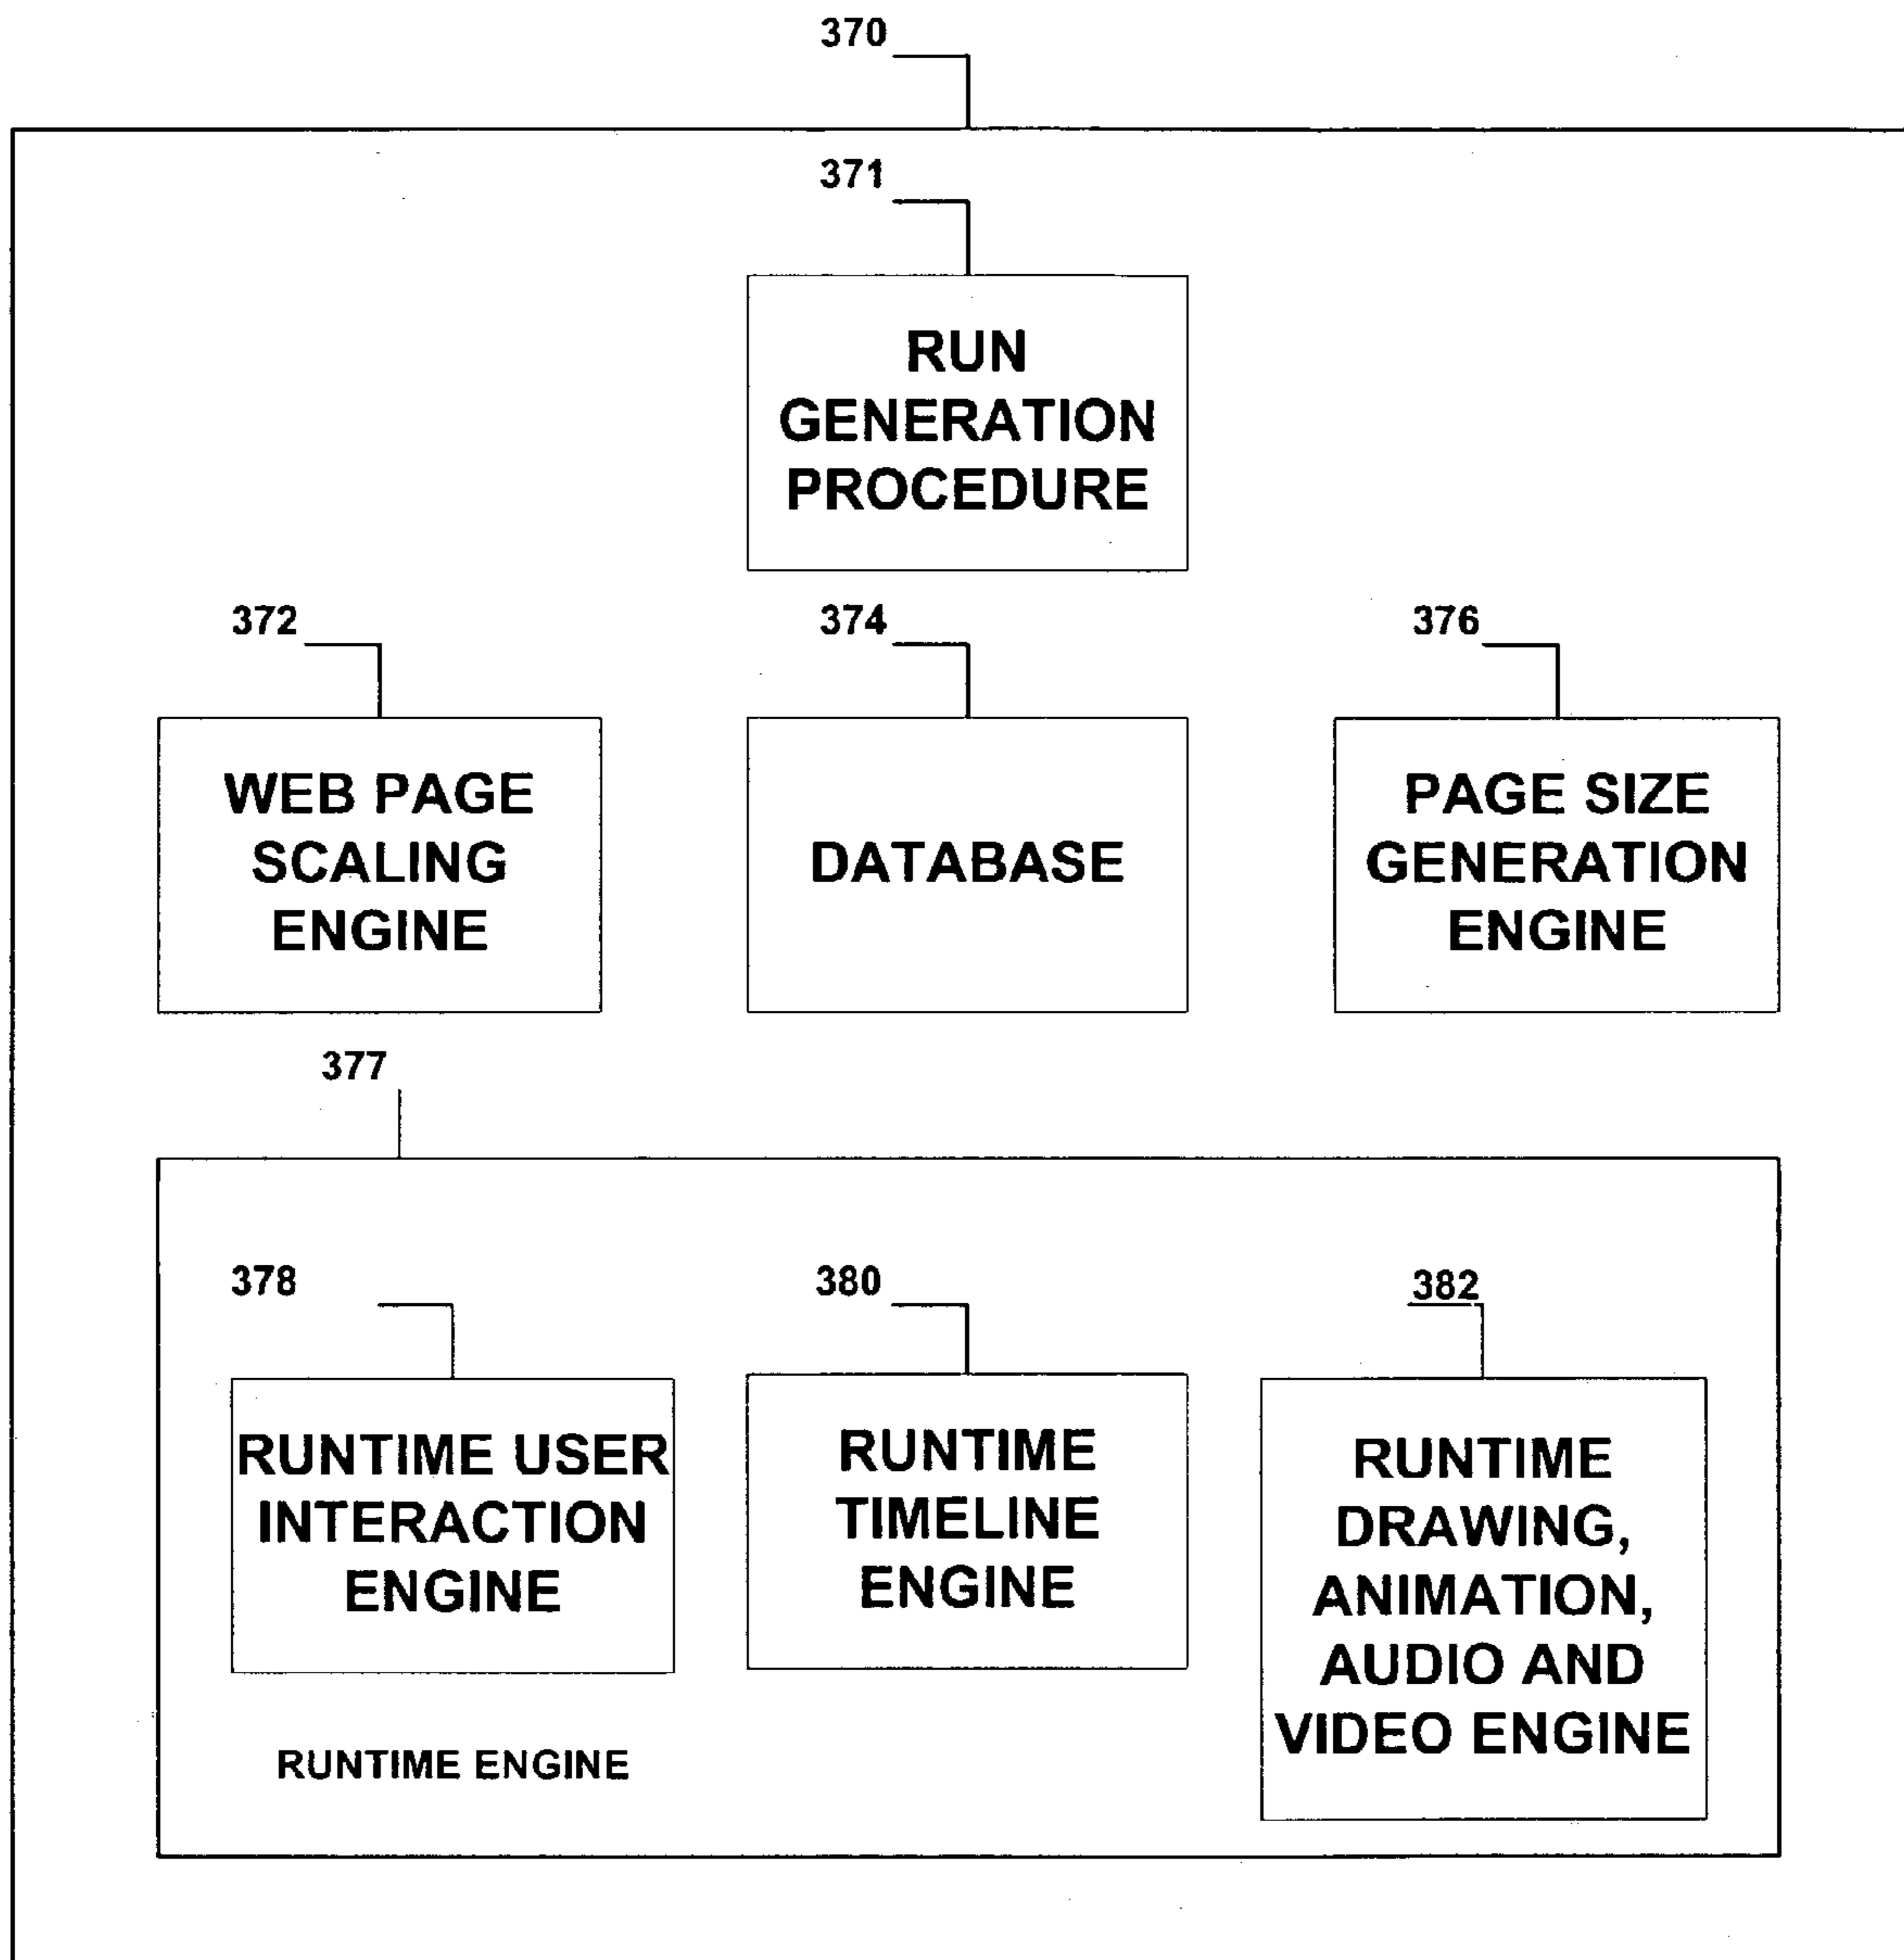 370
371
RUN
GENERATION
PROCEDURE
372
374
376
WEB PAGE
SCALING
ENGINE
DATABASE
PAGE SIZE
GENERATION
ENGINE
377
378
380
382
RUNTIME USER
INTERACTION
ENGINE
RUNTIME
TIMELINE
ENGINE
RUNTIME
DRAWING,
ANIMATION,
AUDIO AND
VIDEO ENGINE
RUNTIME ENGINE